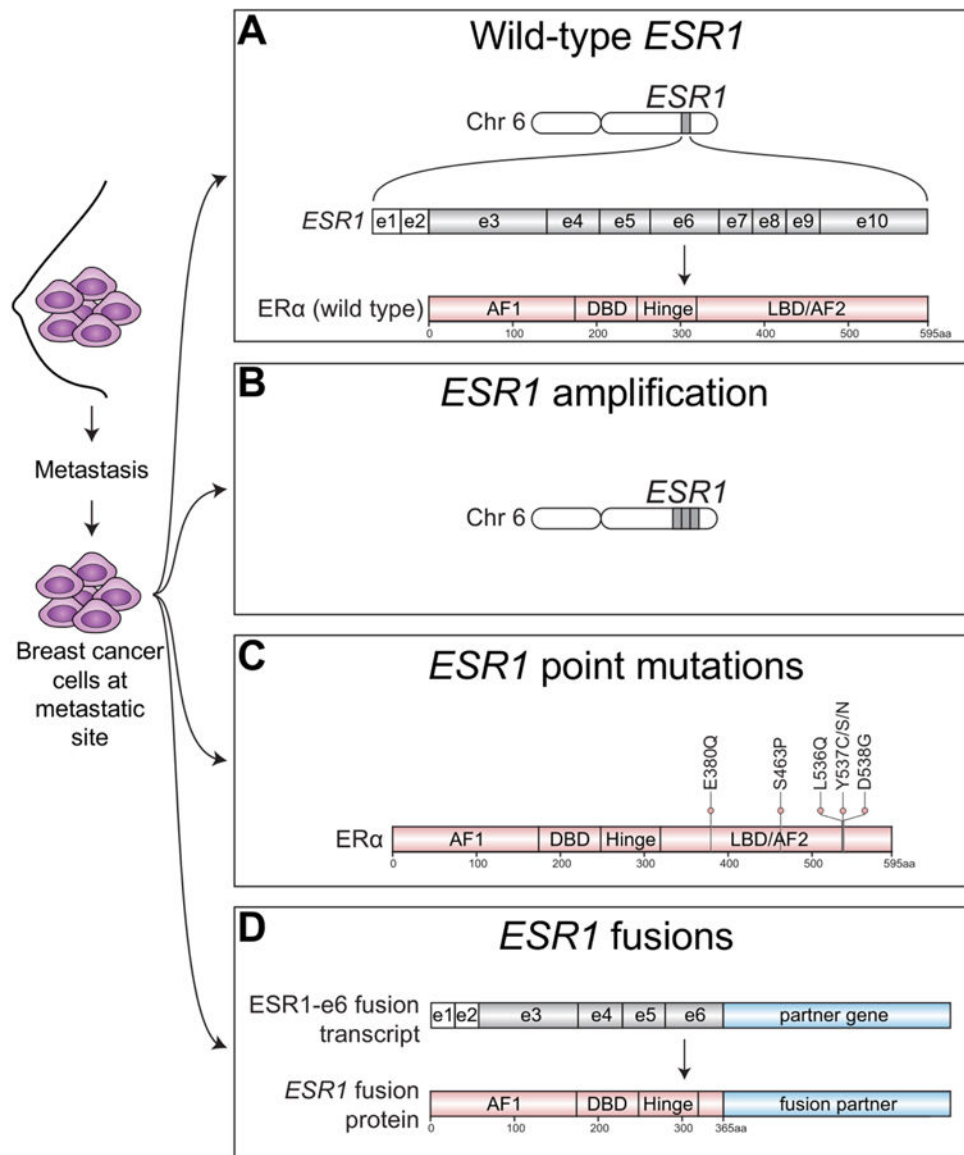 A
Wild-type ESR1
ESR1
Chr 6
ESR1
e1 e2 e3 e4 e5 e6 e7 e8 e9 e10
ERα (wild type)
AF1 DBD Hinge LBD/AF2
0 100 200 300 400 500 595aa
Metastasis
Breast cancer
cells at
metastatic
site
B
ESR1 amplification
ESR1
Chr 6
C
ESR1 point mutations
E380Q
S463P
L536Q
Y537C/S/N
D538G
ERα
AF1 DBD Hinge LBD/AF2
0 100 200 300 400 500 595aa
D
ESR1 fusions
ESR1-e6 fusion
transcript
e1 e2 e3 e4 e5 e6 partner gene
ESR1 fusion
protein
AF1 DBD Hinge fusion partner
0 100 200 300 365aa